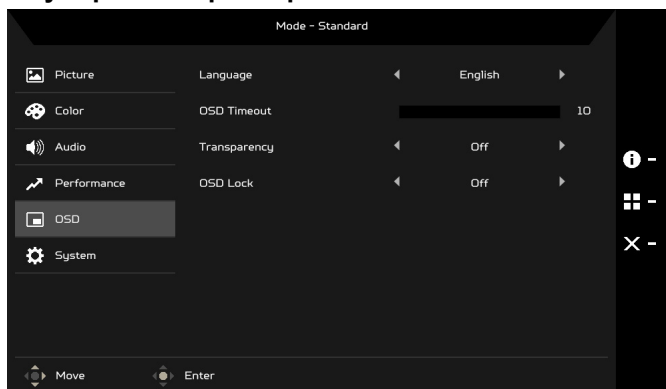 Mode - Standard
Picture
Language English
Color
OSD Timeout 10
Audio
Transparency Off
Performance
OSD Lock Off
OSD
System
Move Enter